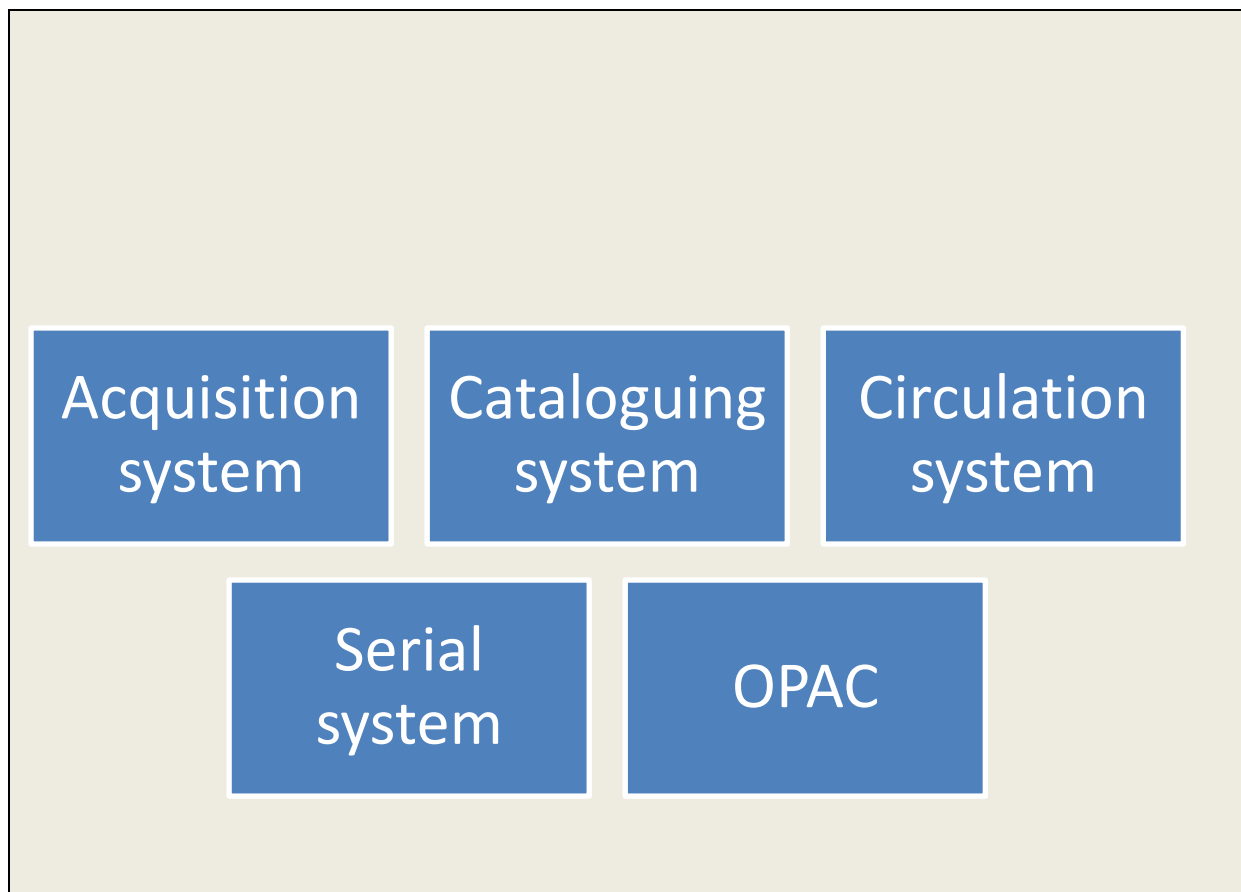 Acquisition
system
Cataloguing
system
Circulation
system
Serial
system
OPAC